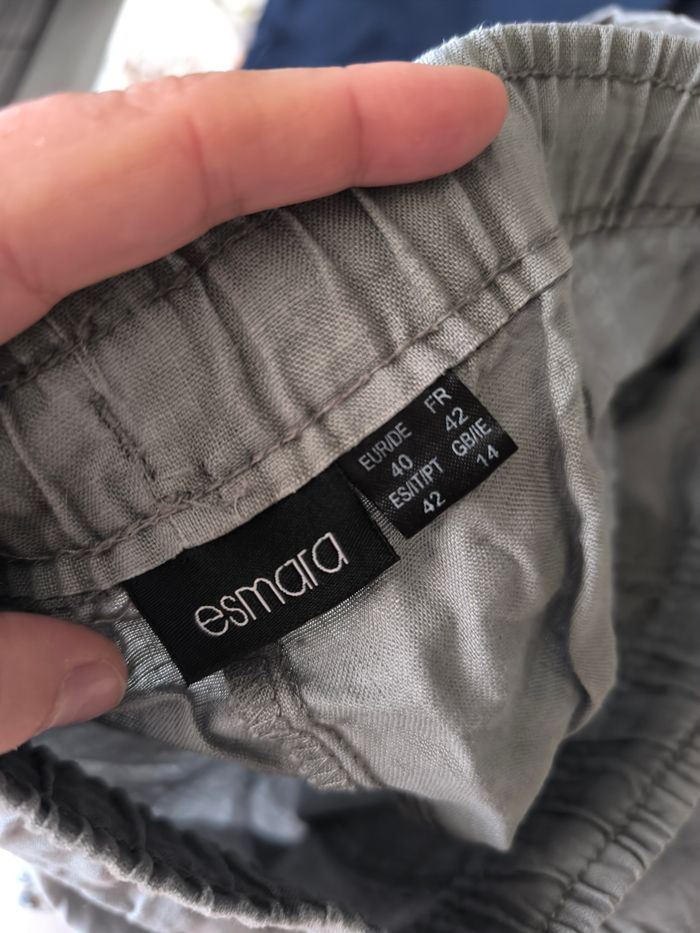 esmara
EUR/DE FR
40 42
ES/IT/PT GB/IE
42 14